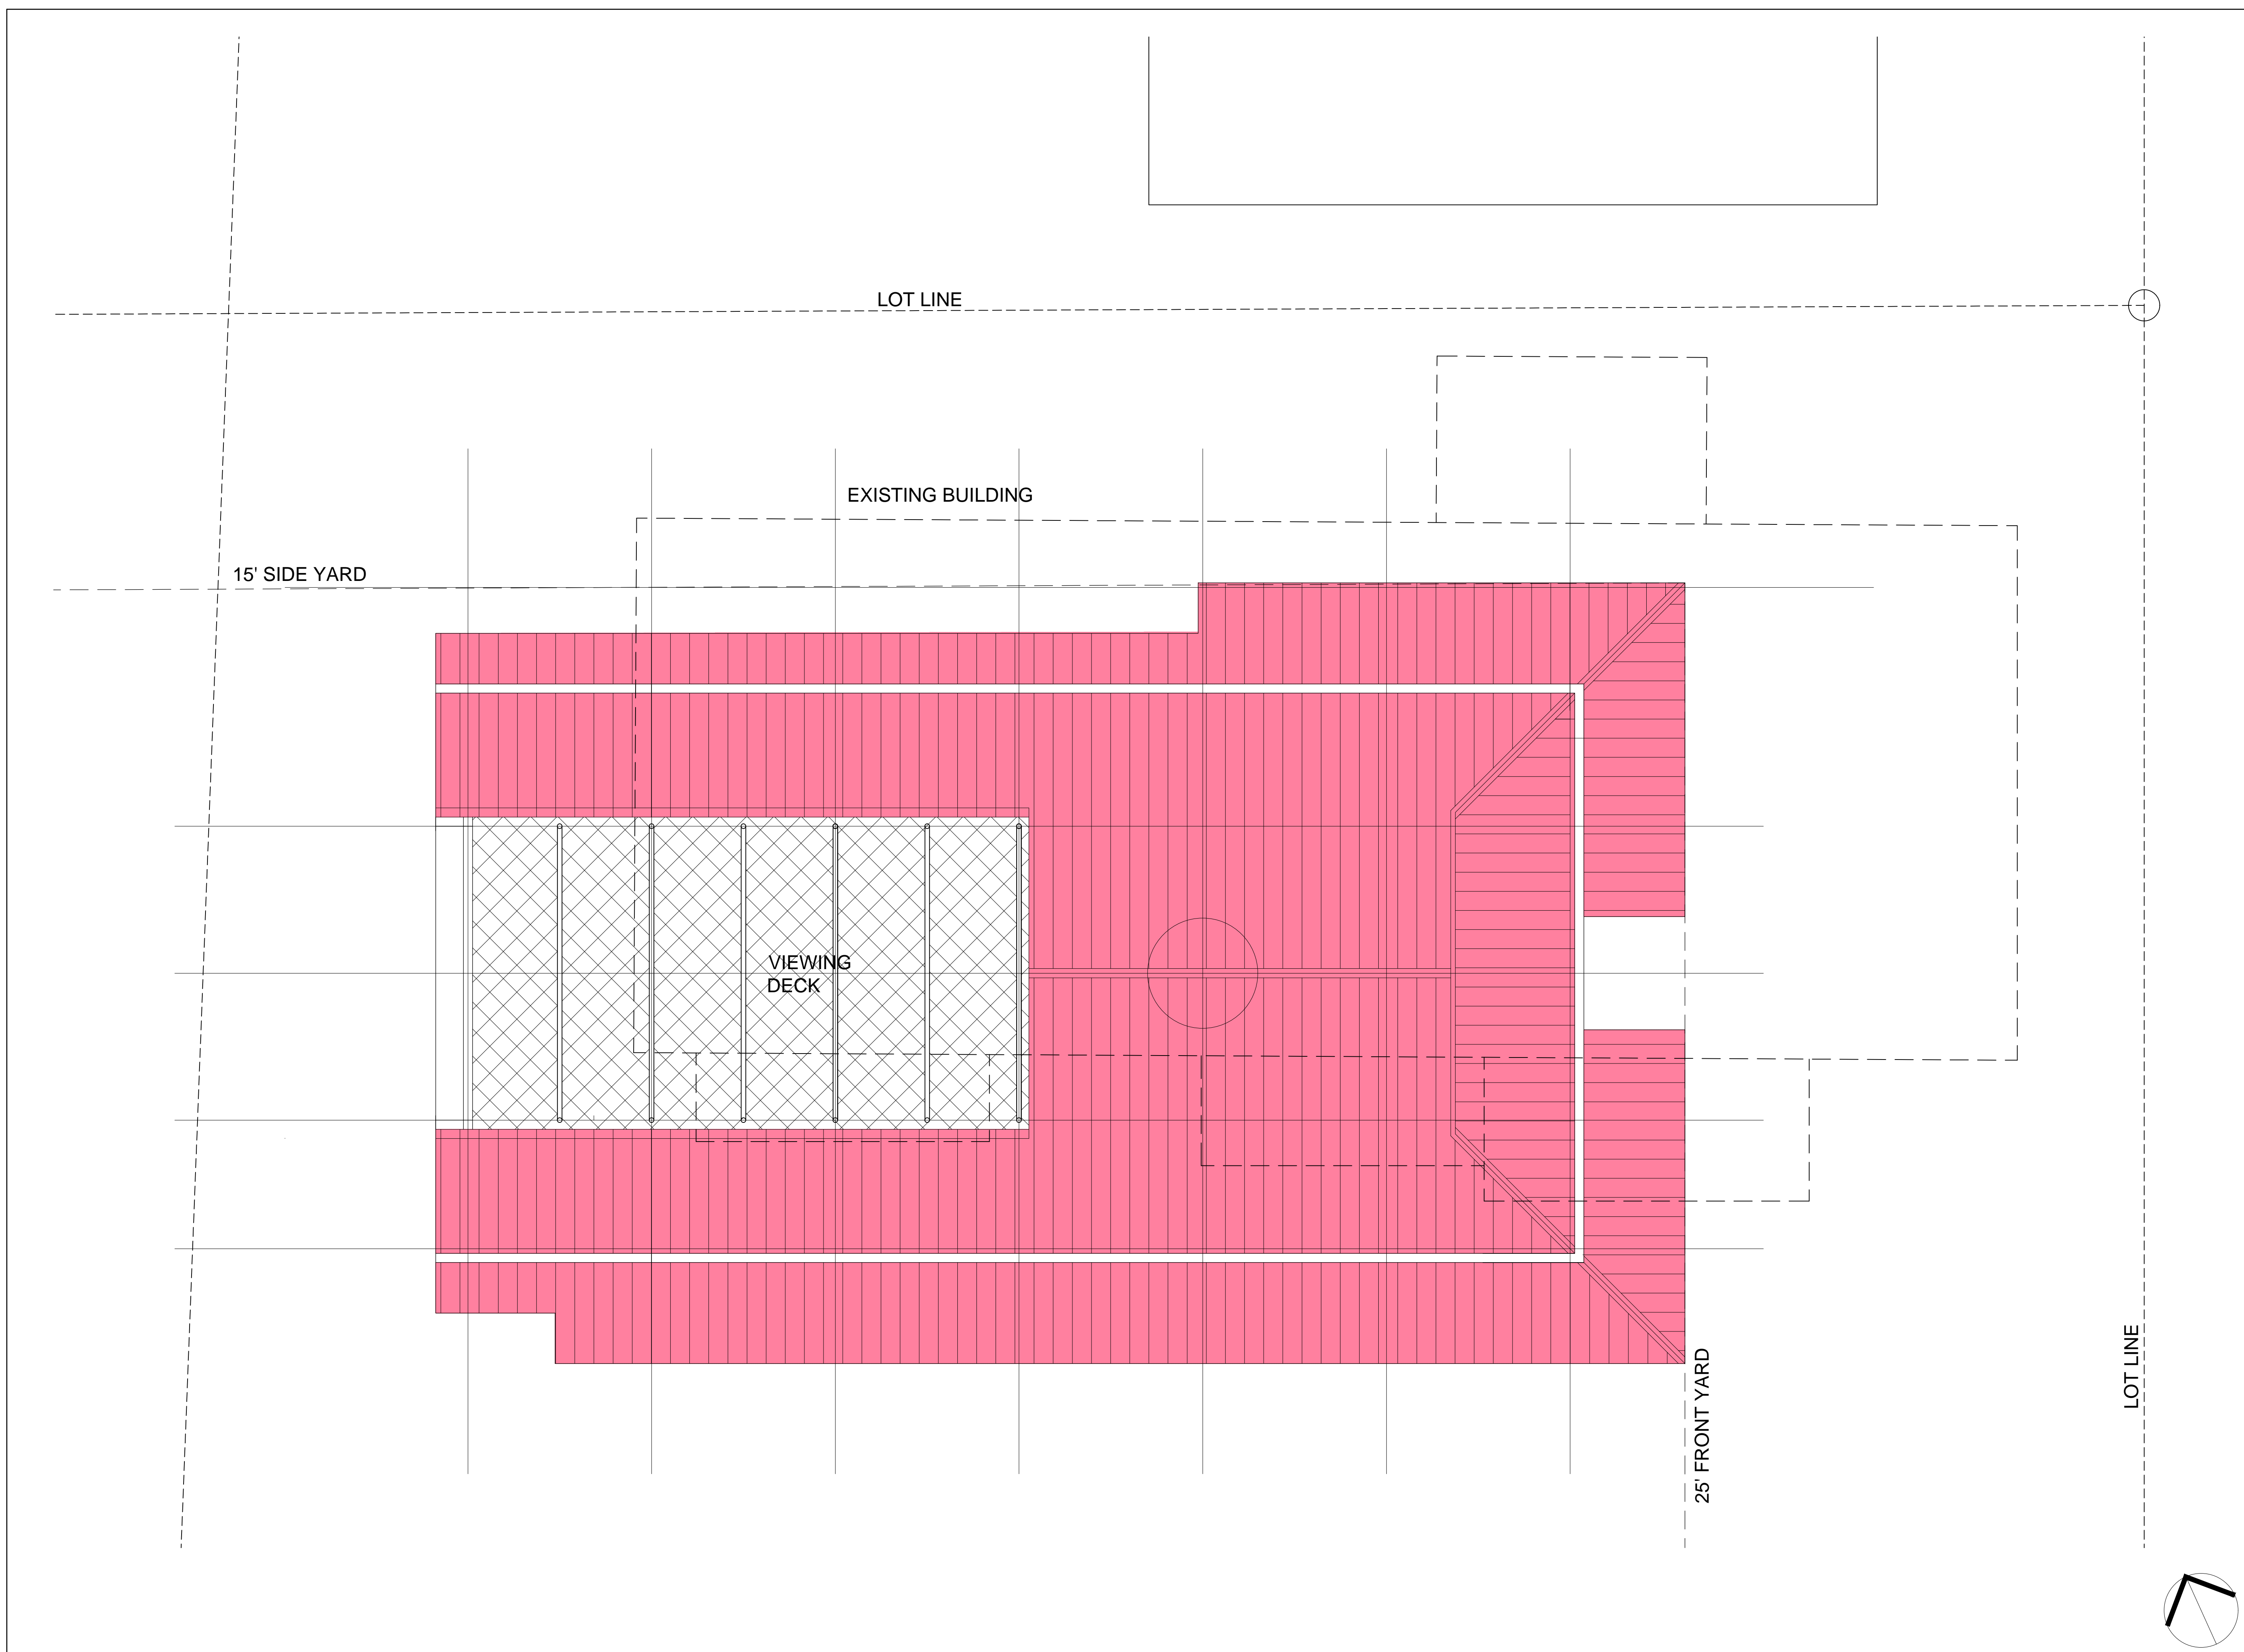 LOT LINE
EXISTING BUILDING
15' SIDE YARD
VIEWING
DECK
25' FRONT YARD
LOT LINE